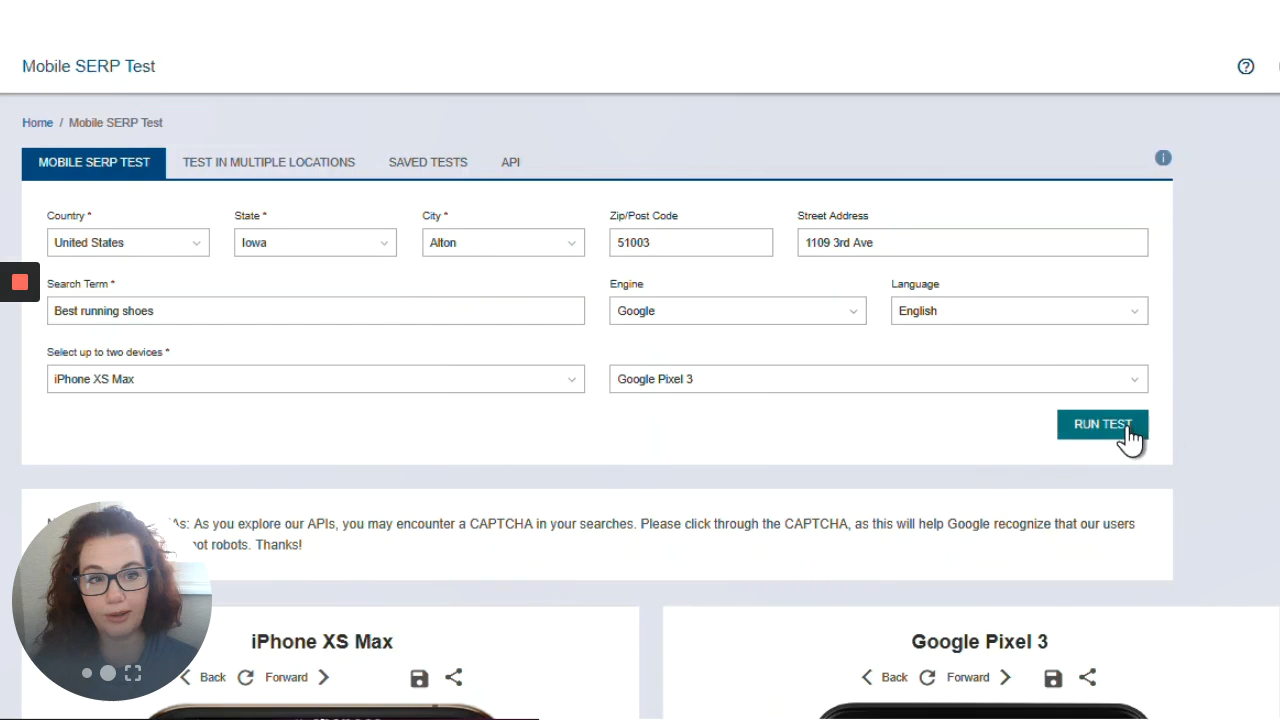 Mobile SERP Test
Home / Mobile SERP Test
MOBILE SERP TEST TEST IN MULTIPLE LOCATIONS SAVED TESTS API
Country * State * City * Zip/Post Code Street Address
United States Iowa Alton 51003 1109 3rd Ave
Search Term * Engine Language
Best running shoes Google English
Select up to two devices *
iPhone XS Max Google Pixel 3
RUN TEST
As: As you explore our APIs, you may encounter a CAPTCHA in your searches. Please click through the CAPTCHA, as this will help Google recognize that our users
not robots. Thanks!
iPhone XS Max Google Pixel 3
Back Forward Back Forward